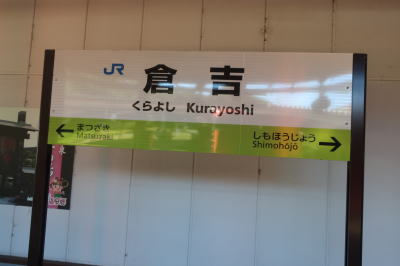 JR
倉吉
くらよし Kurayoshi
まつざき
Matsuzaki
しもほうじょう
Shimohōjō